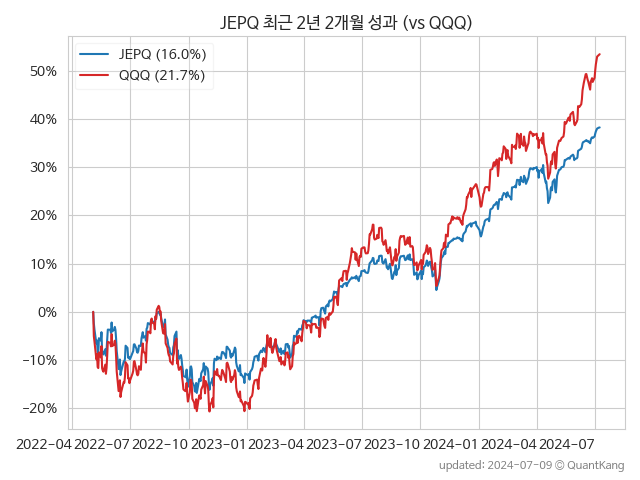 JEPQ 최근 2년 2개월 성과 (vs QQQ)
JEPQ (16.0%)
QQQ (21.7%)
50%
40%
30%
20%
10%
0%
−10%
−20%
2022-04 2022-07 2022-10 2023-01 2023-04 2023-07 2023-10 2024-01 2024-04 2024-07
updated: 2024-07-09 © QuantKang